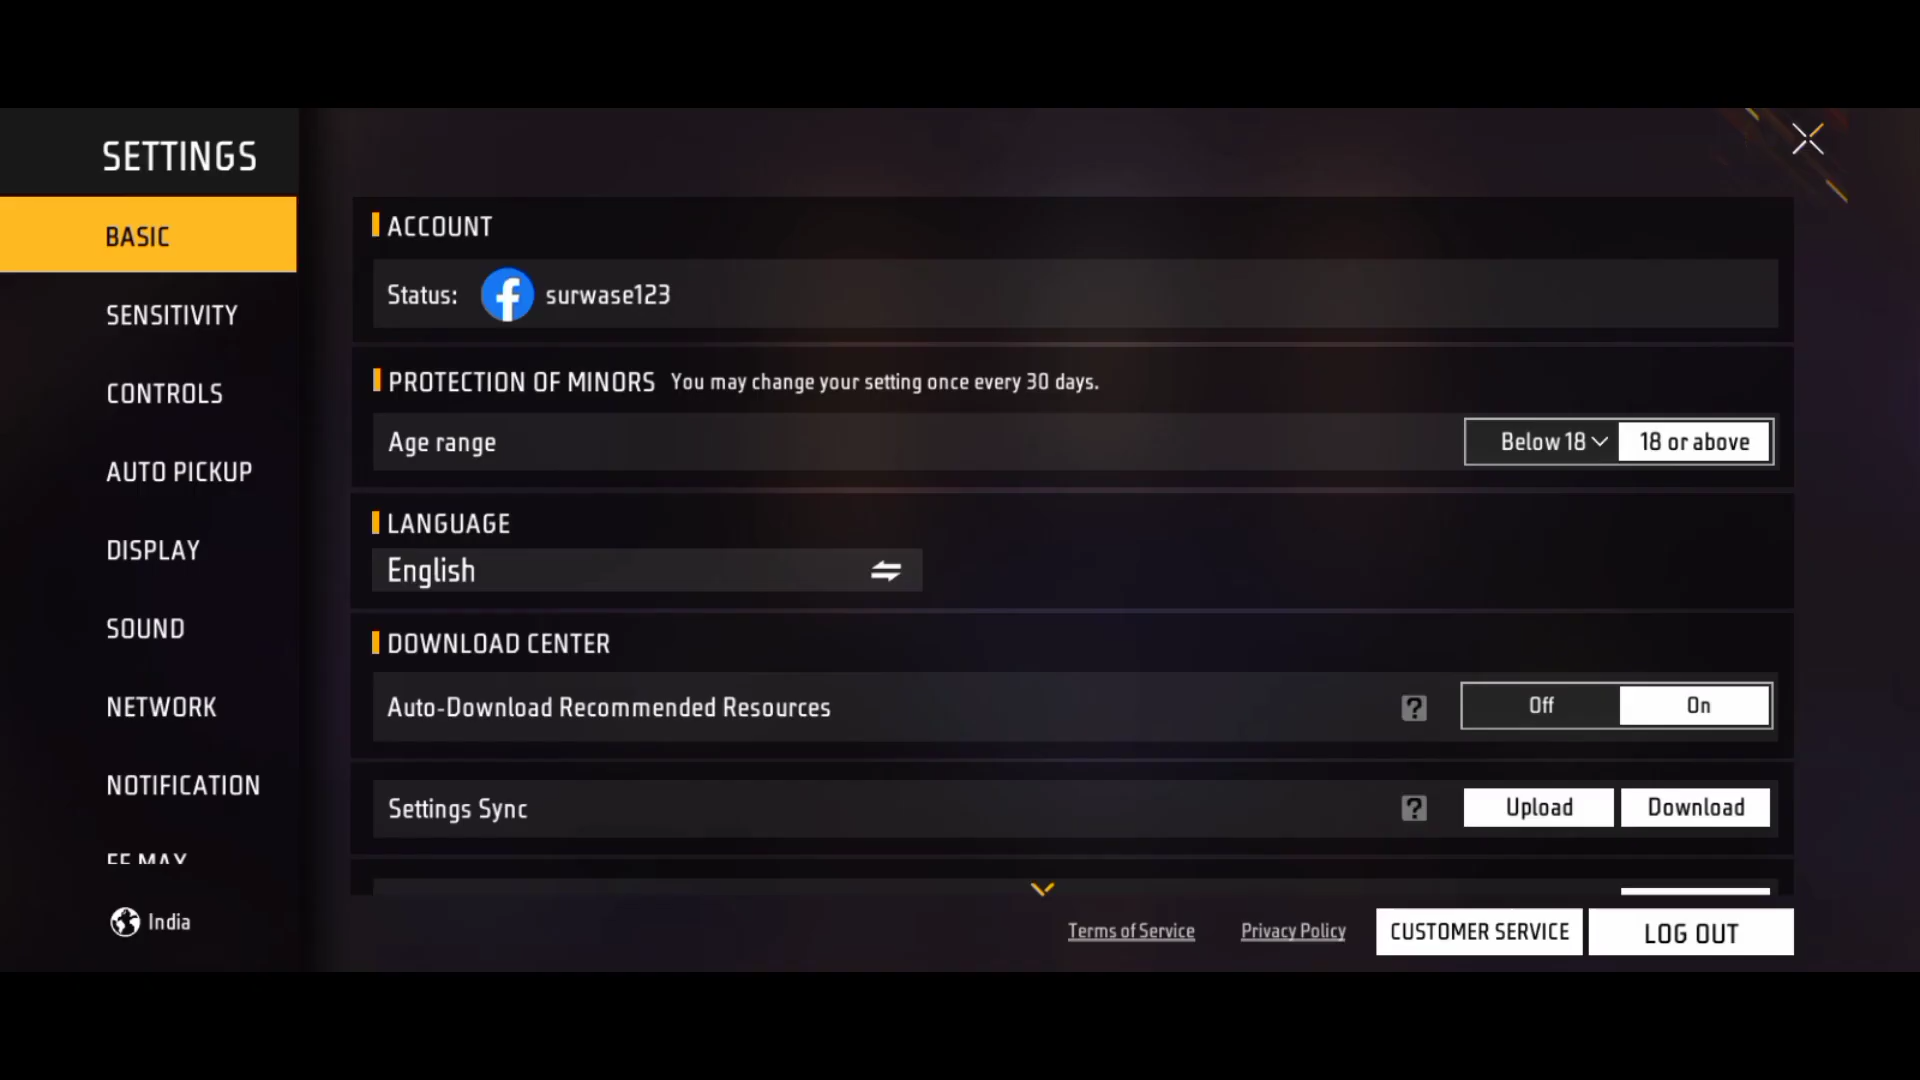 SETTINGS
BASIC
SENSITIVITY
CONTROLS
AUTO PICKUP
DISPLAY
SOUND
NETWORK
NOTIFICATION
FF MAX
India
ACCOUNT
Status: surwase123
PROTECTION OF MINORS You may change your setting once every 30 days.
Age range Below 18 18 or above
LANGUAGE
English
DOWNLOAD CENTER
Auto-Download Recommended Resources ? Off On
Settings Sync ? Upload Download
Terms of Service Privacy Policy CUSTOMER SERVICE LOG OUT